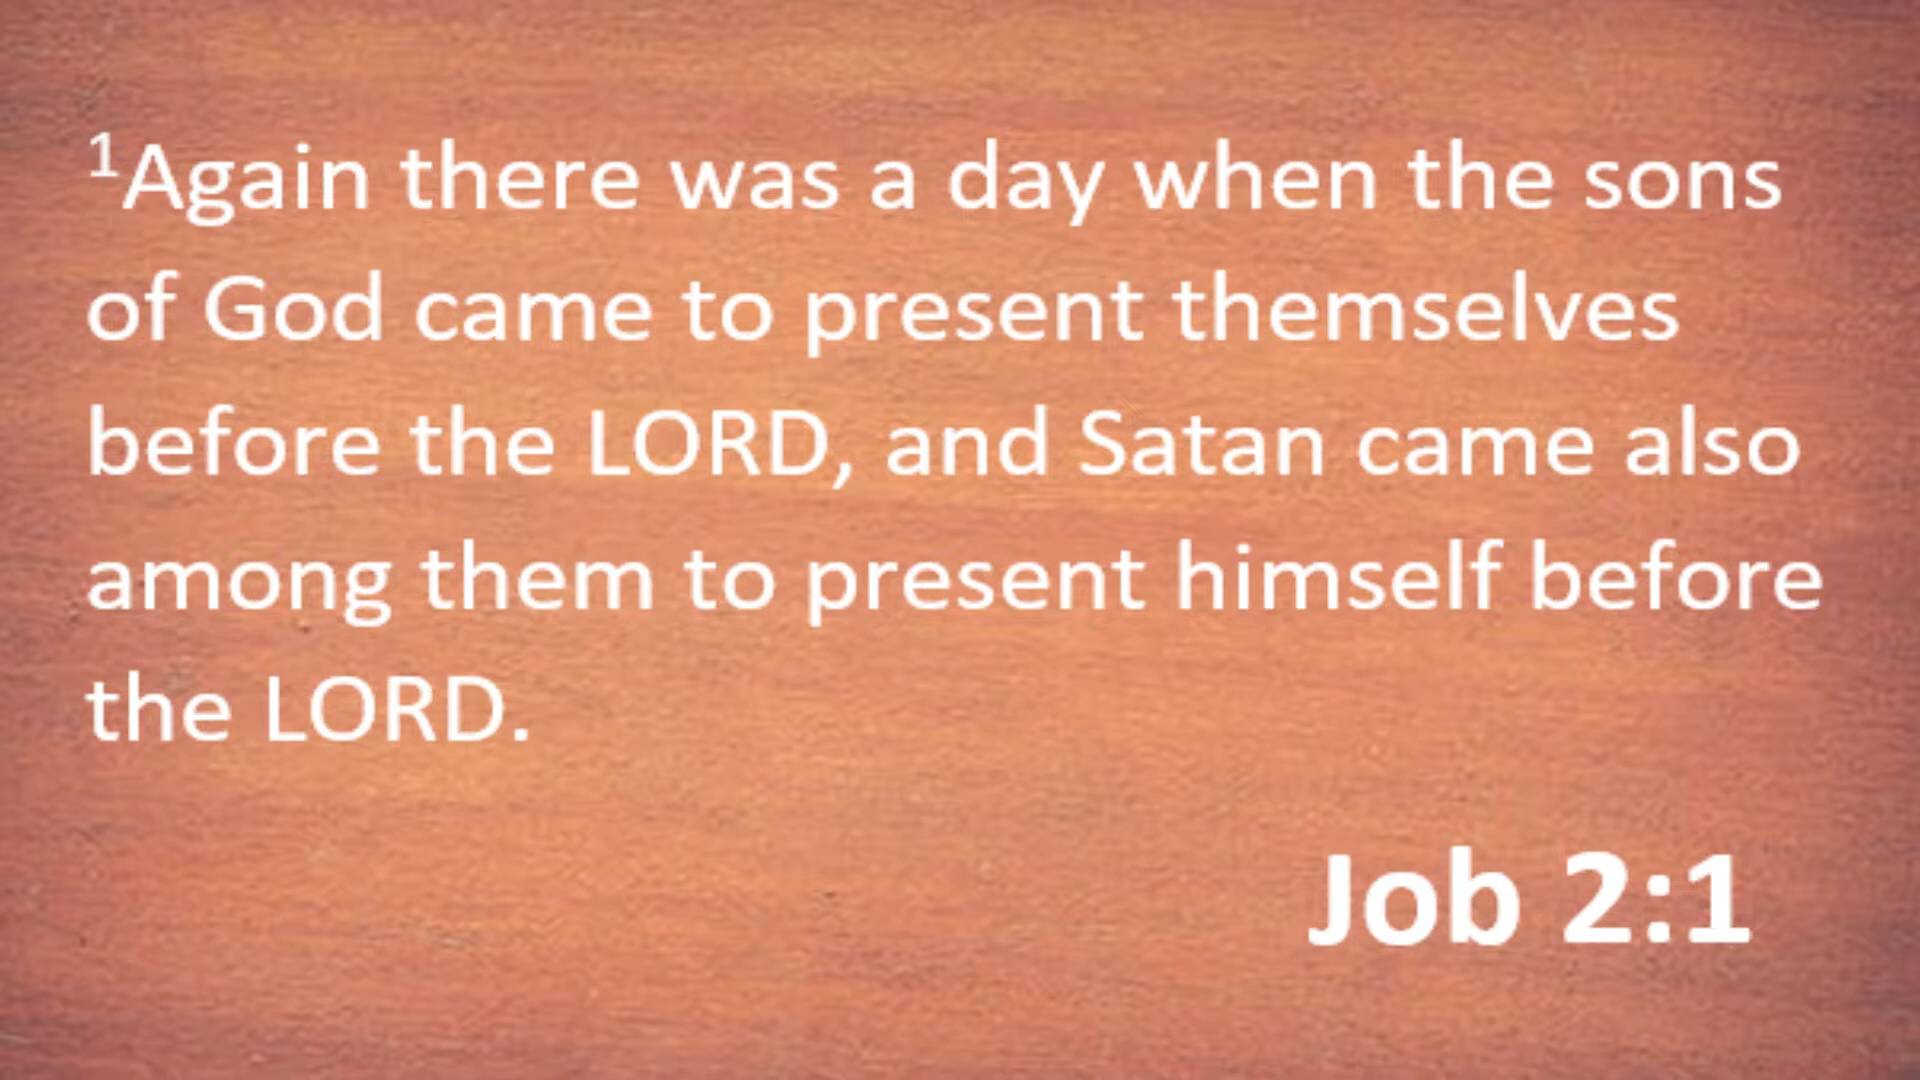 ¹Again there was a day when the sons
of God came to present themselves
before the LORD, and Satan came also
among them to present himself before
the LORD.
Job 2:1